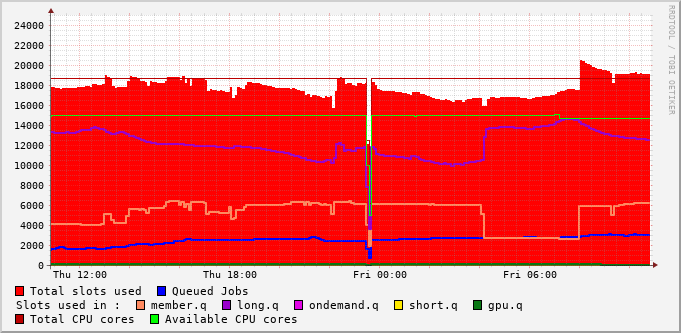 RRDTOOL / TOBI OETIKER
24000
22000
20000
18000
16000
14000
12000
10000
8000
6000
4000
2000
0
Thu 12:00 Thu 18:00 Fri 00:00 Fri 06:00
Total slots used Queued Jobs
Slots used in : member.q long.q ondemand.q short.q gpu.q
Total CPU cores Available CPU cores